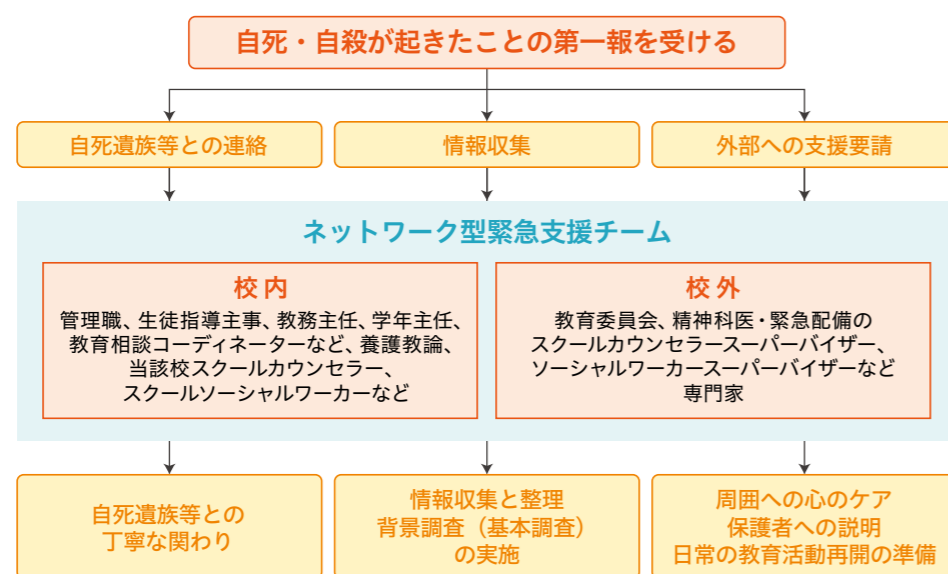 自死・自殺が起きたことの第一報を受ける
自死遺族等との連絡
情報収集
外部への支援要請
ネットワーク型緊急支援チーム
校内
管理職、生徒指導主事、教務主任、学年主任、
教育相談コーディネーターなど、養護教諭、
当該校スクールカウンセラー、
スクールソーシャルワーカーなど
校外
教育委員会、精神科医・緊急配備の
スクールカウンセラースーパーバイザー、
ソーシャルワーカースーパーバイザーなど
専門家
自死遺族等との
丁寧な関わり
情報収集と整理
背景調査（基本調査）
の実施
周囲への心のケア
保護者への説明
日常の教育活動再開の準備